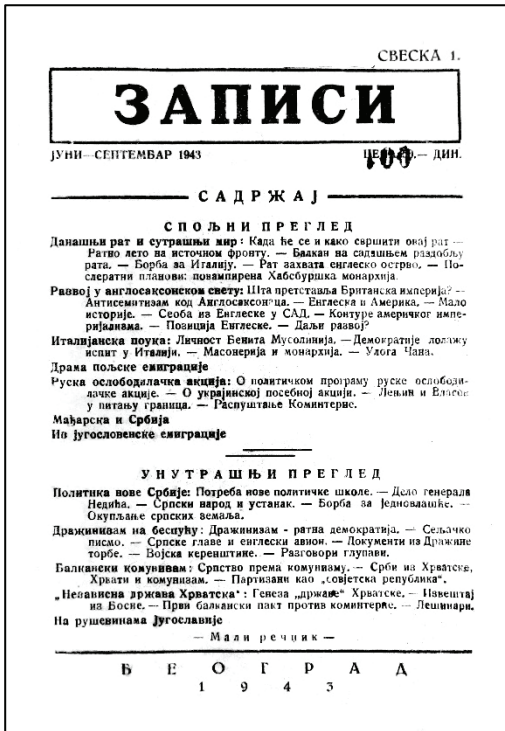 СВЕСКА 1.
ЗАПИСИ
ЈУНИ—СЕПТЕМБАР 1943
100.— ДИН.
САДРЖАЈ
СПОЉНИ ПРЕГЛЕД
Данашњи рат и сутрашњи мир: Када ће се и како свршити овај рат —
Ратно лето на источном фронту. — Балкан на садашњем раздобљу
рата. — Борба за Италију. — Рат захвата енглеско острво. — По-
слератни планови: повампирена Хабсбуршка монархија.
Развој у англосаксонском свету: Шта претставља Британска империја? —
Антисемитизам код Англосаксонаца. — Енглеска и Америка. — Мало
историје. — Сеоба из Енглеске у САД. — Контуре америчког импе-
ријализма. — Позиција Енглеске. — Даљи развој?
Италијанска поука: Личност Бенита Мусолинија. — Демократије полажу
испит у Италији. — Масонерија и монархија. — Улога Чана.
Драма пољске емиграције
Руска ослободилачка акција: О политичком програму руске ослободи-
лачке акције. — О украјинској посебној акцији. — Лењин и Власов
у питању граница. — Распуштање Коминтерне.
Мађарска и Србија
Из југословенске емиграције
УНУТРАШЊИ ПРЕГЛЕД
Политика нове Србије: Потреба нове политичке школе. — Дело генерала
Недића. — Српски народ и устанак. — Борба за једновлашће. —
Окупљање српских земаља.
Дражинизам на беспућу: Дражинизам - ратна демократија. — Сељачко
писмо. — Српске главе и енглески авион. — Документи из Дражине
торбе. — Војска керенштине. — Разговори глупави.
Балкански комунизам: Српство према комунизму. — Срби из Хрватске,
Хрвати и комунизам. — Партизани као „совјетска република“.
„Независна држава Хрватска“: Генеза „државе“ Хрватске. — Извештај
из Босне. — Први балкански пакт против коминтерне. — Лешинари.
На рушевинама Југославије
— Мали речник —
БЕОГРАД
1943